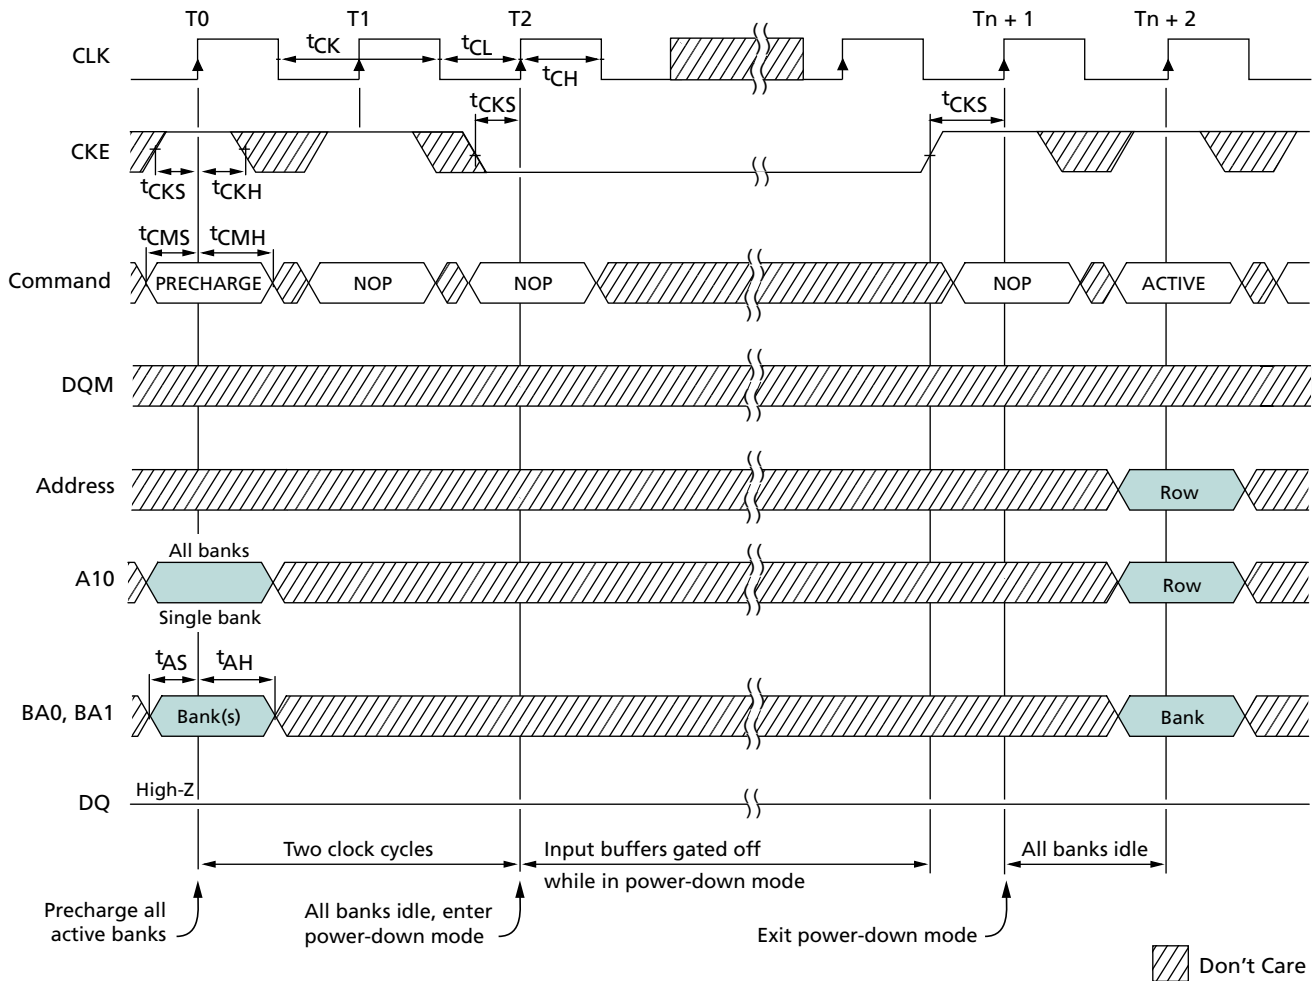 T0 T1 T2 Tn + 1 Tn + 2
CLK
tCK tCL
tCH
tCKS tCKS
CKE
tCKS tCKH
tCMS tCMH
Command PRECHARGE NOP NOP NOP ACTIVE
DQM
Address Row
All banks
A10 Row
Single bank
tAS tAH
BA0, BA1 Bank(s) Bank
High-Z
DQ
Two clock cycles Input buffers gated off All banks idle
while in power-down mode
Precharge all
active banks
All banks idle, enter
power-down mode
Exit power-down mode
Don't Care